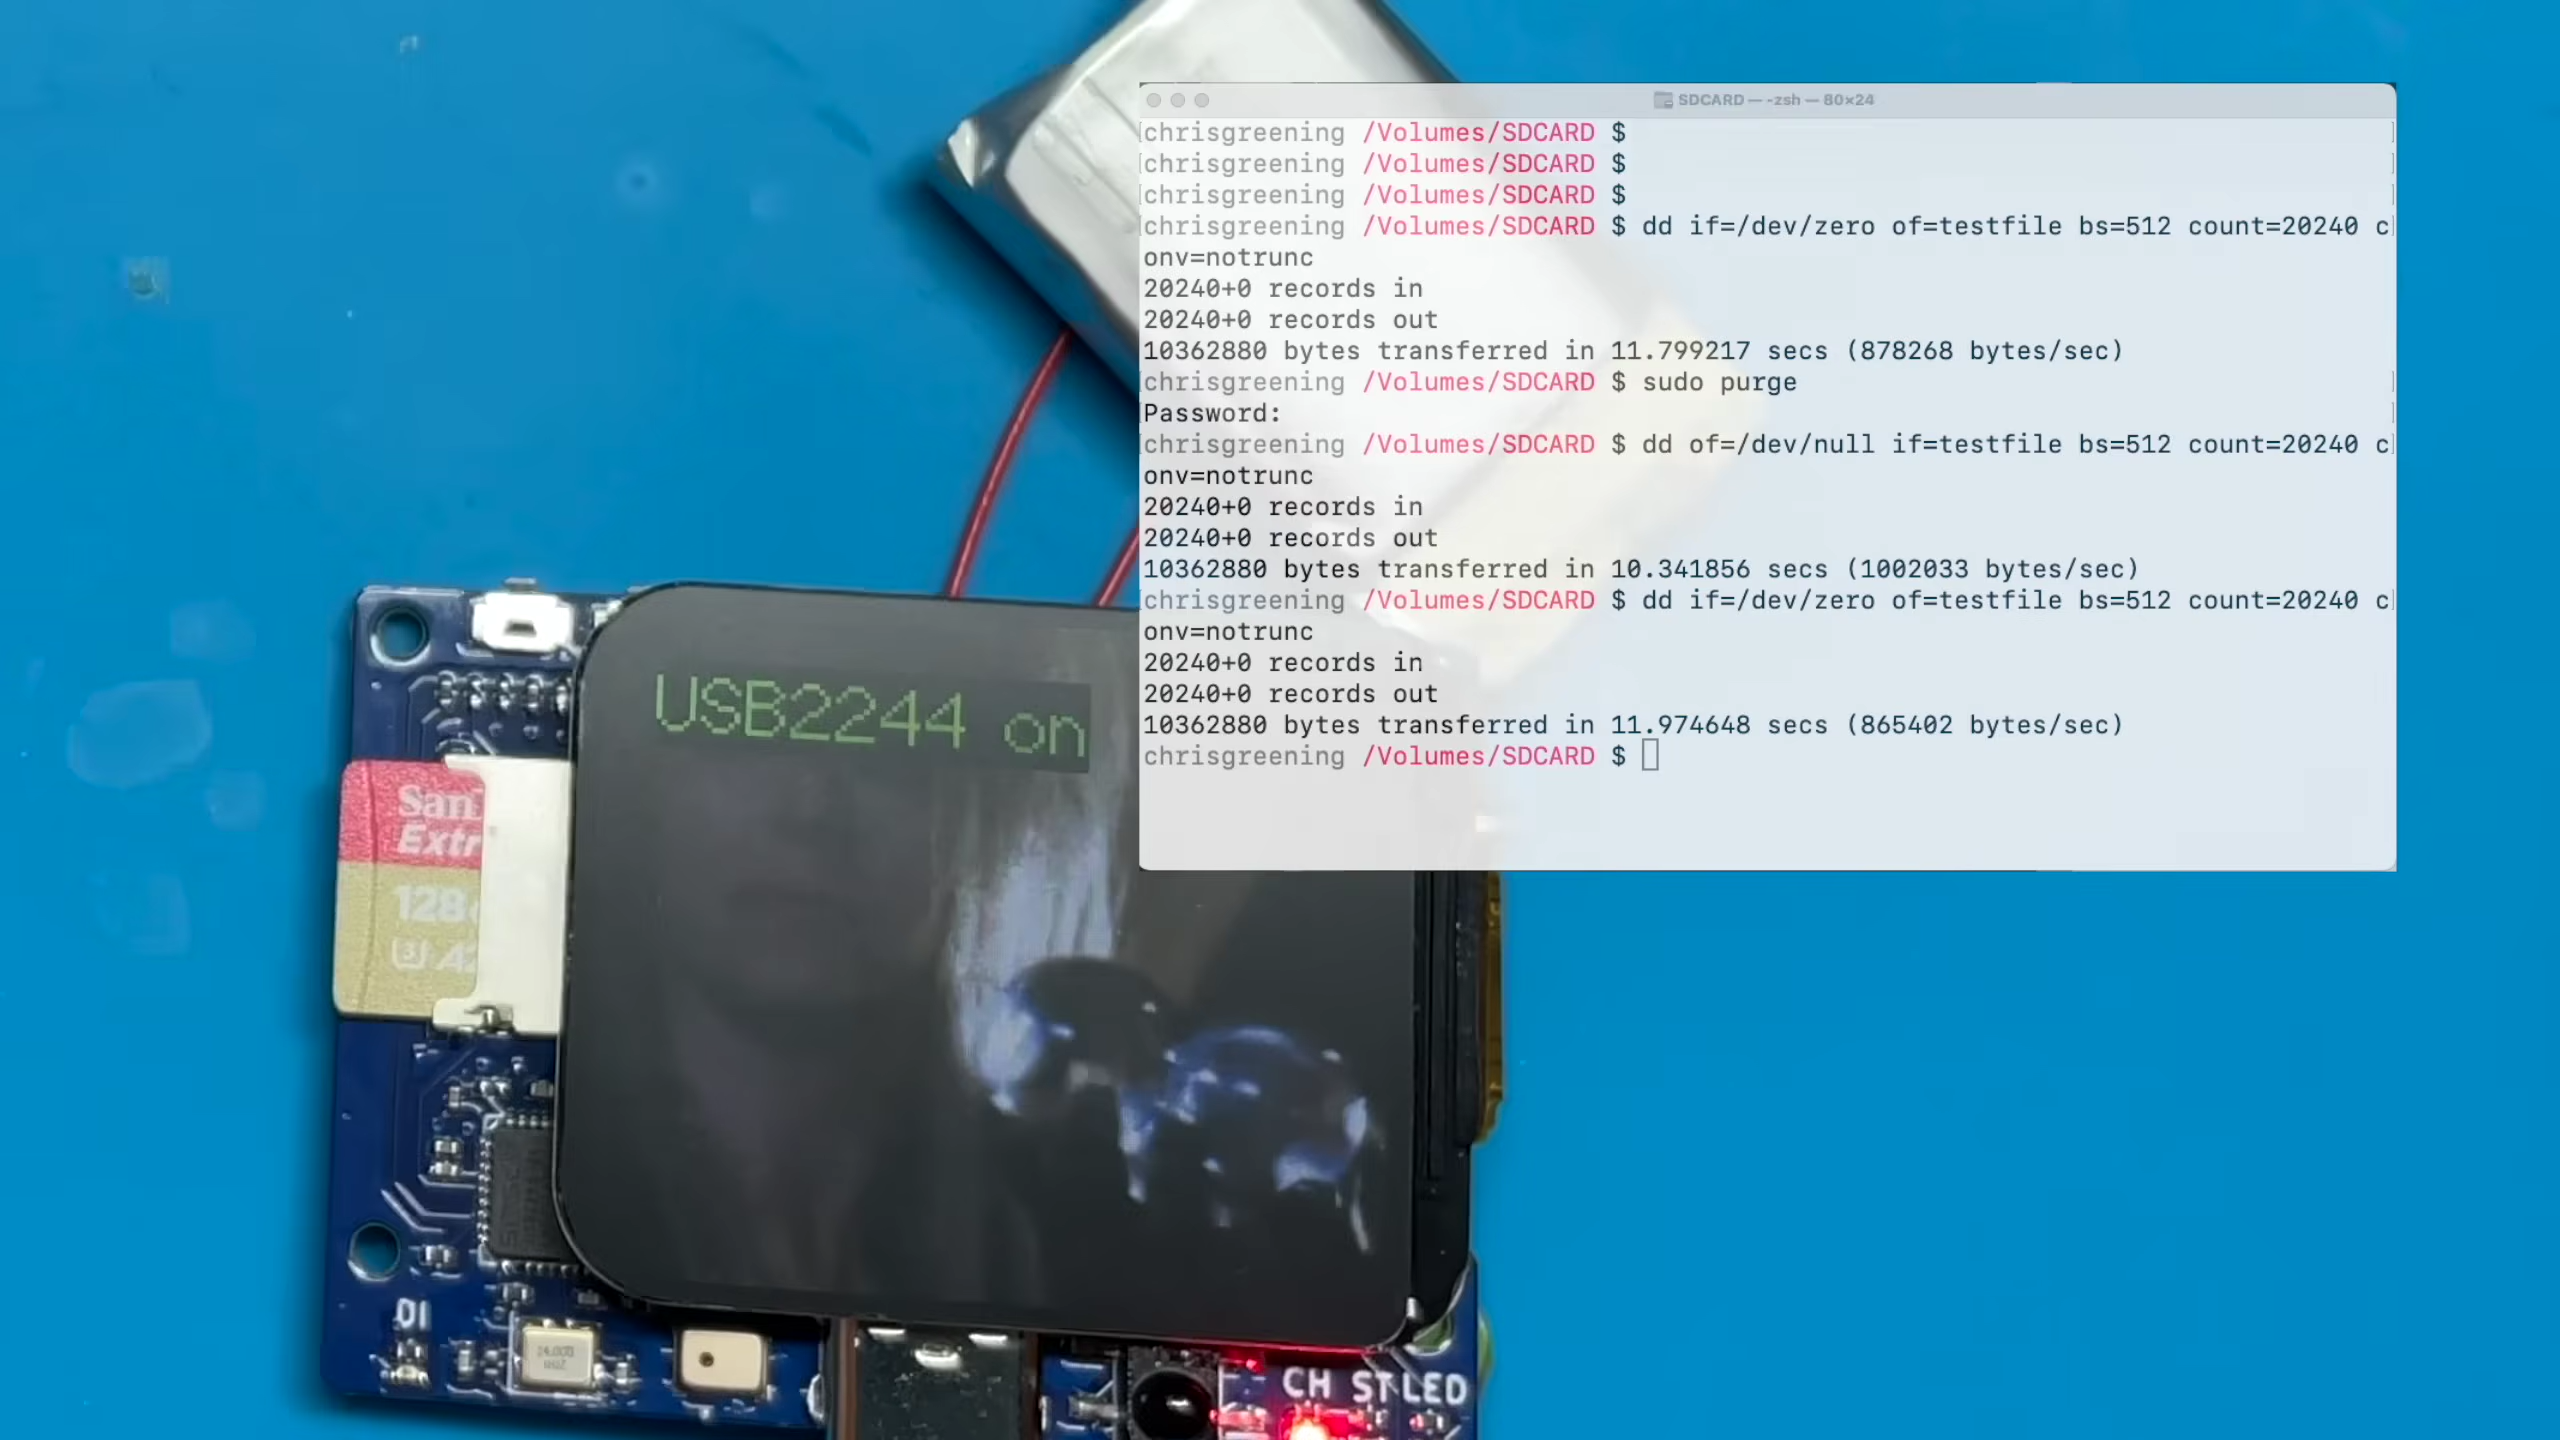 SDCARD — -zsh — 80×24
chrisgreening /Volumes/SDCARD $
chrisgreening /Volumes/SDCARD $
chrisgreening /Volumes/SDCARD $
chrisgreening /Volumes/SDCARD $ dd if=/dev/zero of=testfile bs=512 count=20240 c
onv=notrunc
20240+0 records in
20240+0 records out
10362880 bytes transferred in 11.799217 secs (878268 bytes/sec)
chrisgreening /Volumes/SDCARD $ sudo purge
Password:
chrisgreening /Volumes/SDCARD $ dd of=/dev/null if=testfile bs=512 count=20240 c
onv=notrunc
20240+0 records in
20240+0 records out
10362880 bytes transferred in 10.341856 secs (1002033 bytes/sec)
chrisgreening /Volumes/SDCARD $ dd if=/dev/zero of=testfile bs=512 count=20240 c
onv=notrunc
20240+0 records in
20240+0 records out
10362880 bytes transferred in 11.974648 secs (865402 bytes/sec)
chrisgreening /Volumes/SDCARD $
USB2244 on
San
Extr
128
3 A2
D1
CH ST LED